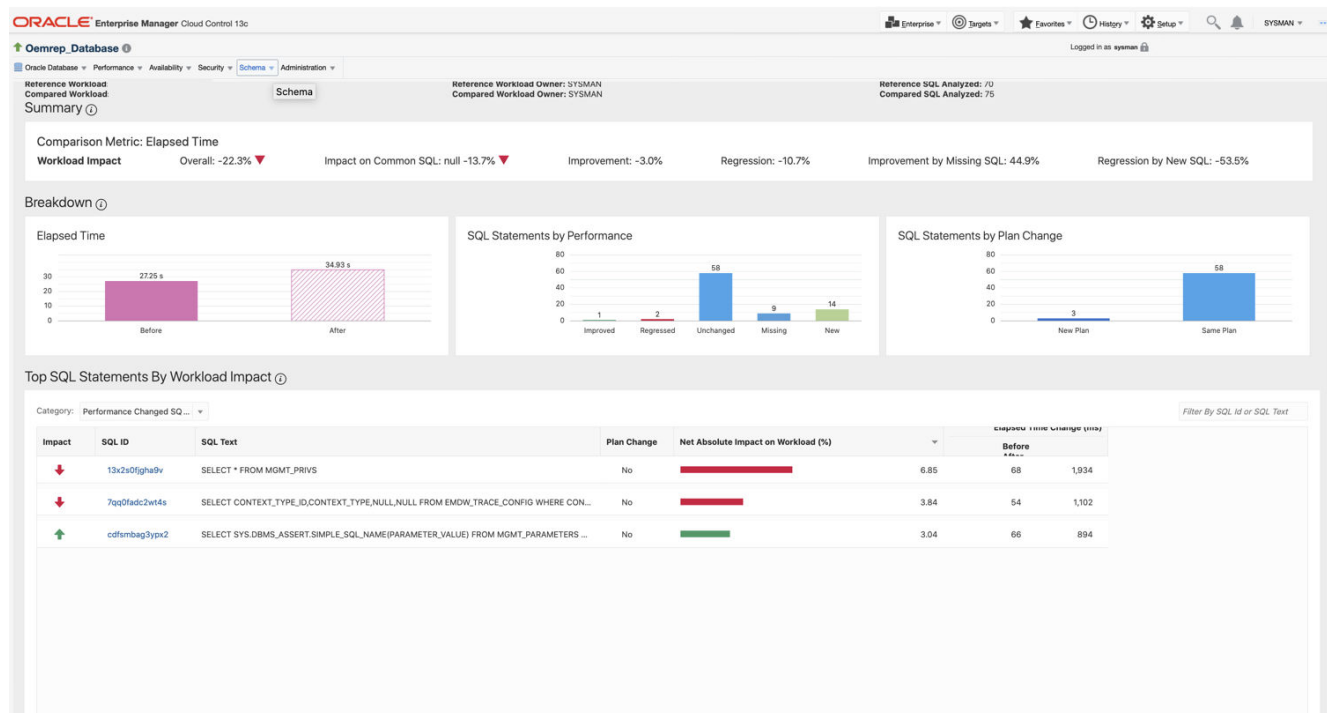 ORACLE Enterprise Manager Cloud Control 13c
Enterprise Targets Favorites History Setup SYSMAN
Oemrep_Database
Logged in as sysman
Oracle Database Performance Availability Security Schema Administration
Schema
Reference Workload: Reference Workload Owner: SYSMAN Reference SQL Analyzed: 70
Compared Workload: Compared Workload Owner: SYSMAN Compared SQL Analyzed: 75
Summary
Comparison Metric: Elapsed Time
Workload Impact Overall: -22.3% Impact on Common SQL: null -13.7% Improvement: -3.0% Regression: -10.7% Improvement by Missing SQL: 44.9% Regression by New SQL: -53.5%
Breakdown
Elapsed Time
30
20
10
0
27.25 s
34.93 s
Before After
SQL Statements by Performance
80
60
40
20
0
1 2 58 9 14
Improved Regressed Unchanged Missing New
SQL Statements by Plan Change
80
60
40
20
0
3 58
New Plan Same Plan
Top SQL Statements By Workload Impact
Category: Performance Changed SQ...
Filter By SQL Id or SQL Text
Impact SQL ID SQL Text Plan Change Net Absolute Impact on Workload (%) Elapsed Time Change (ms)
Before
After
13x2s0fjgha9v SELECT * FROM MGMT_PRIVS No 6.85 68 1,934
7qq0fadc2wt4s SELECT CONTEXT_TYPE_ID,CONTEXT_TYPE,NULL,NULL FROM EMDW_TRACE_CONFIG WHERE CON... No 3.84 54 1,102
cdfsmbag3ypx2 SELECT SYS.DBMS_ASSERT.SIMPLE_SQL_NAME(PARAMETER_VALUE) FROM MGMT_PARAMETERS ... No 3.04 66 894